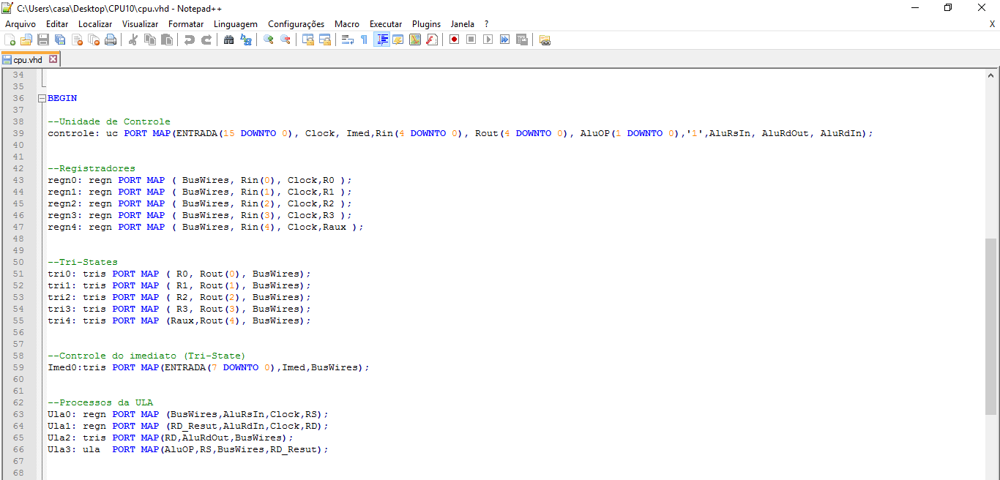 C:\Users\casa\Desktop\CPU10\cpu.vhd - Notepad++
Arquivo Editar Localizar Visualizar Formatar Linguagem Configurações Macro Executar Plugins Janela ? X
cpu.vhd
34
35
36 BEGIN
37
38 --Unidade de Controle
39 controle: uc PORT MAP(ENTRADA(15 DOWNTO 0), Clock, Imed,Rin(4 DOWNTO 0), Rout(4 DOWNTO 0), AluOP(1 DOWNTO 0),'1',AluRsIn, AluRdOut, AluRdIn);
40
41
42 --Registradores
43 regn0: regn PORT MAP ( BusWires, Rin(0), Clock,R0 );
44 regn1: regn PORT MAP ( BusWires, Rin(1), Clock,R1 );
45 regn2: regn PORT MAP ( BusWires, Rin(2), Clock,R2 );
46 regn3: regn PORT MAP ( BusWires, Rin(3), Clock,R3 );
47 regn4: regn PORT MAP ( BusWires, Rin(4), Clock,Raux );
48
49
50 --Tri-States
51 tri0: tris PORT MAP ( R0, Rout(0), BusWires);
52 tri1: tris PORT MAP ( R1, Rout(1), BusWires);
53 tri2: tris PORT MAP ( R2, Rout(2), BusWires);
54 tri3: tris PORT MAP ( R3, Rout(3), BusWires);
55 tri4: tris PORT MAP (Raux,Rout(4), BusWires);
56
57
58 --Controle do imediato (Tri-State)
59 Imed0:tris PORT MAP(ENTRADA(7 DOWNTO 0),Imed,BusWires);
60
61
62 --Processos da ULA
63 Ula0: regn PORT MAP (BusWires,AluRsIn,Clock,RS);
64 Ula1: regn PORT MAP (RD_Resut,AluRdIn,Clock,RD);
65 Ula2: tris PORT MAP(RD,AluRdOut,BusWires);
66 Ula3: ula  PORT MAP(AluOP,RS,BusWires,RD_Resut);
67
68